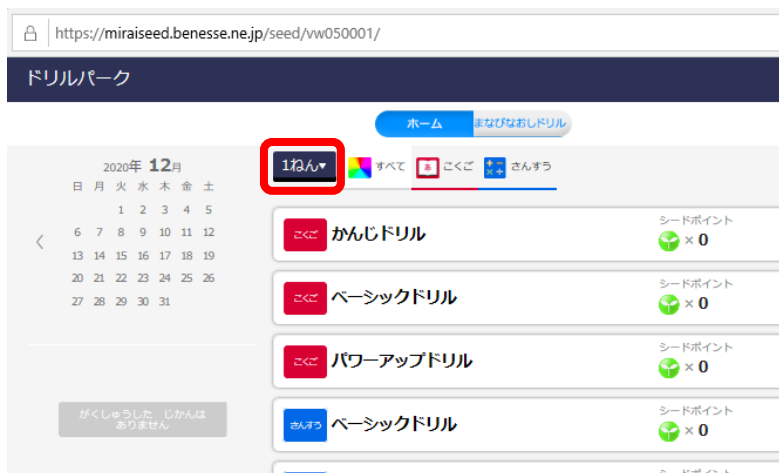 https://miraiseed.benesse.ne.jp/seed/vw050001/
ドリルパーク
ホーム まなびなおしドリル
2020年 12月
日 月 火 水 木 金 土
1 2 3 4 5
6 7 8 9 10 11 12
13 14 15 16 17 18 19
20 21 22 23 24 25 26
27 28 29 30 31
がくしゅうした じかんは
ありません
1ねん▾ すべて あ こくご さんすう
こくご かんじドリル シードポイント
× 0
こくご ベーシックドリル シードポイント
× 0
こくご パワーアップドリル シードポイント
× 0
さんすう ベーシックドリル シードポイント
× 0